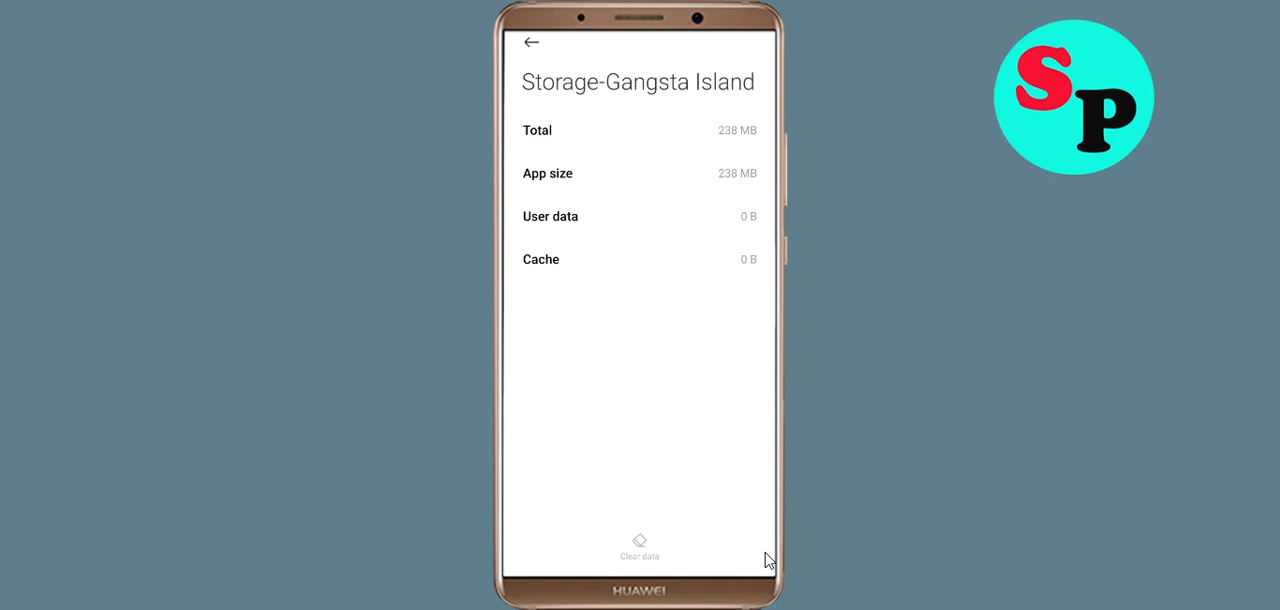 Storage-Gangsta Island
Total 238 MB
App size 238 MB
User data 0 B
Cache 0 B
Clear data
HUAWEI
SP